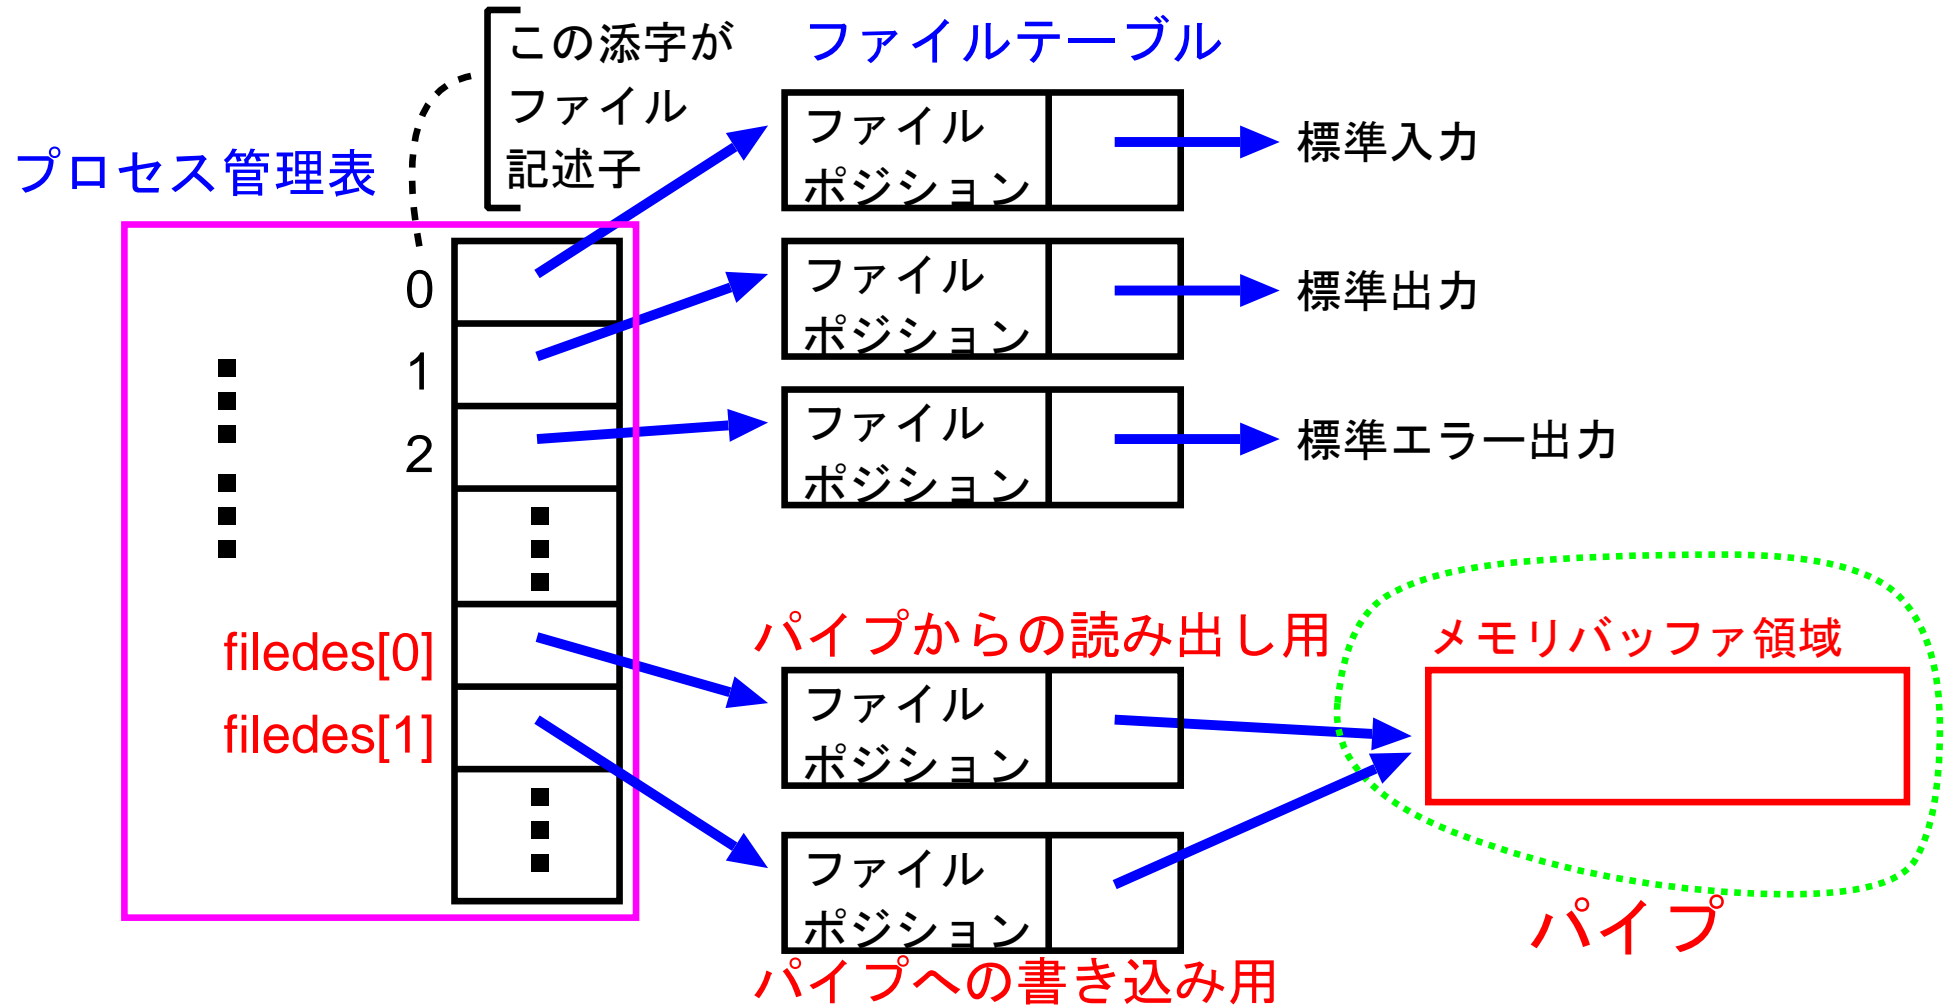 この添字が
ファイル
記述子
ファイルテーブル
プロセス管理表
ファイル
ポジション
標準入力
0
ファイル
ポジション
標準出力
1
ファイル
ポジション
標準エラー出力
2
filedes[0]
パイプからの読み出し用
メモリバッファ領域
ファイル
ポジション
filedes[1]
ファイル
ポジション
パイプ
パイプへの書き込み用